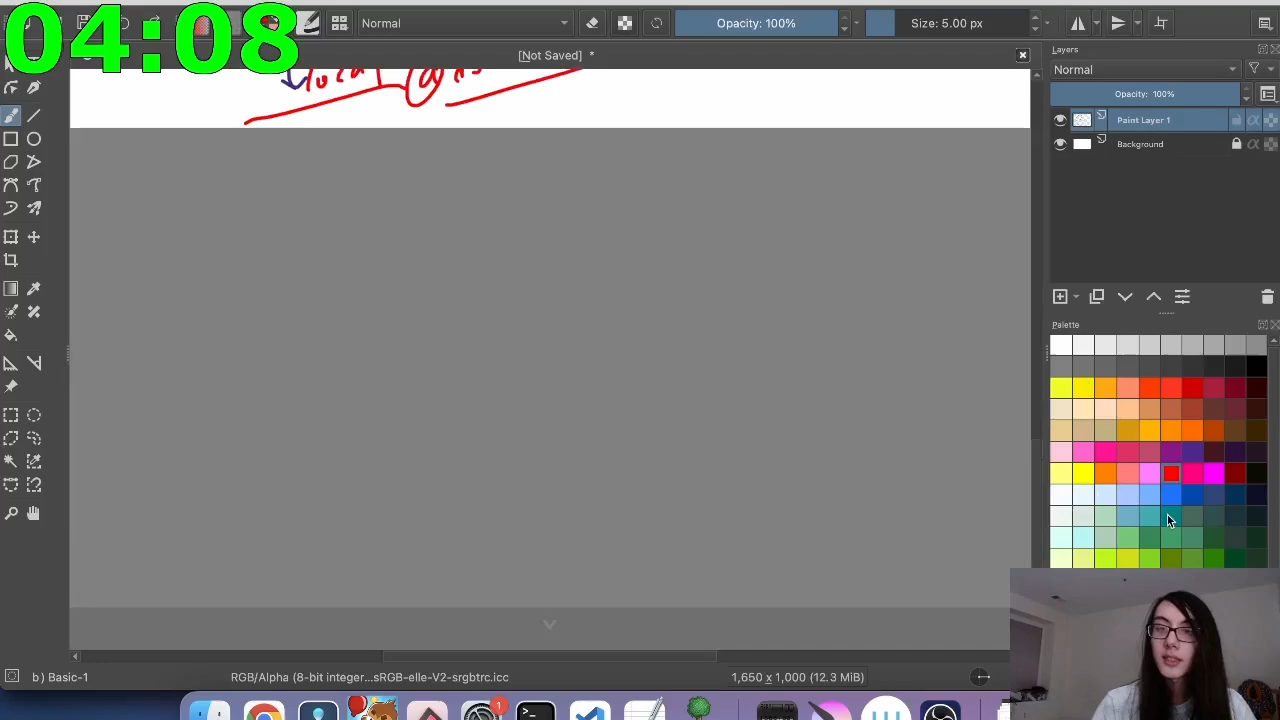 04:08
Normal
Opacity: 100%
Size: 5.00 px
[Not Saved] *
Layers
Normal
Opacity: 100%
Paint Layer 1
Background
Palette
b) Basic-1
RGB/Alpha (8-bit integer...sRGB-elle-V2-srgbtrc.icc
1,650 x 1,000 (12.3 MiB)
1